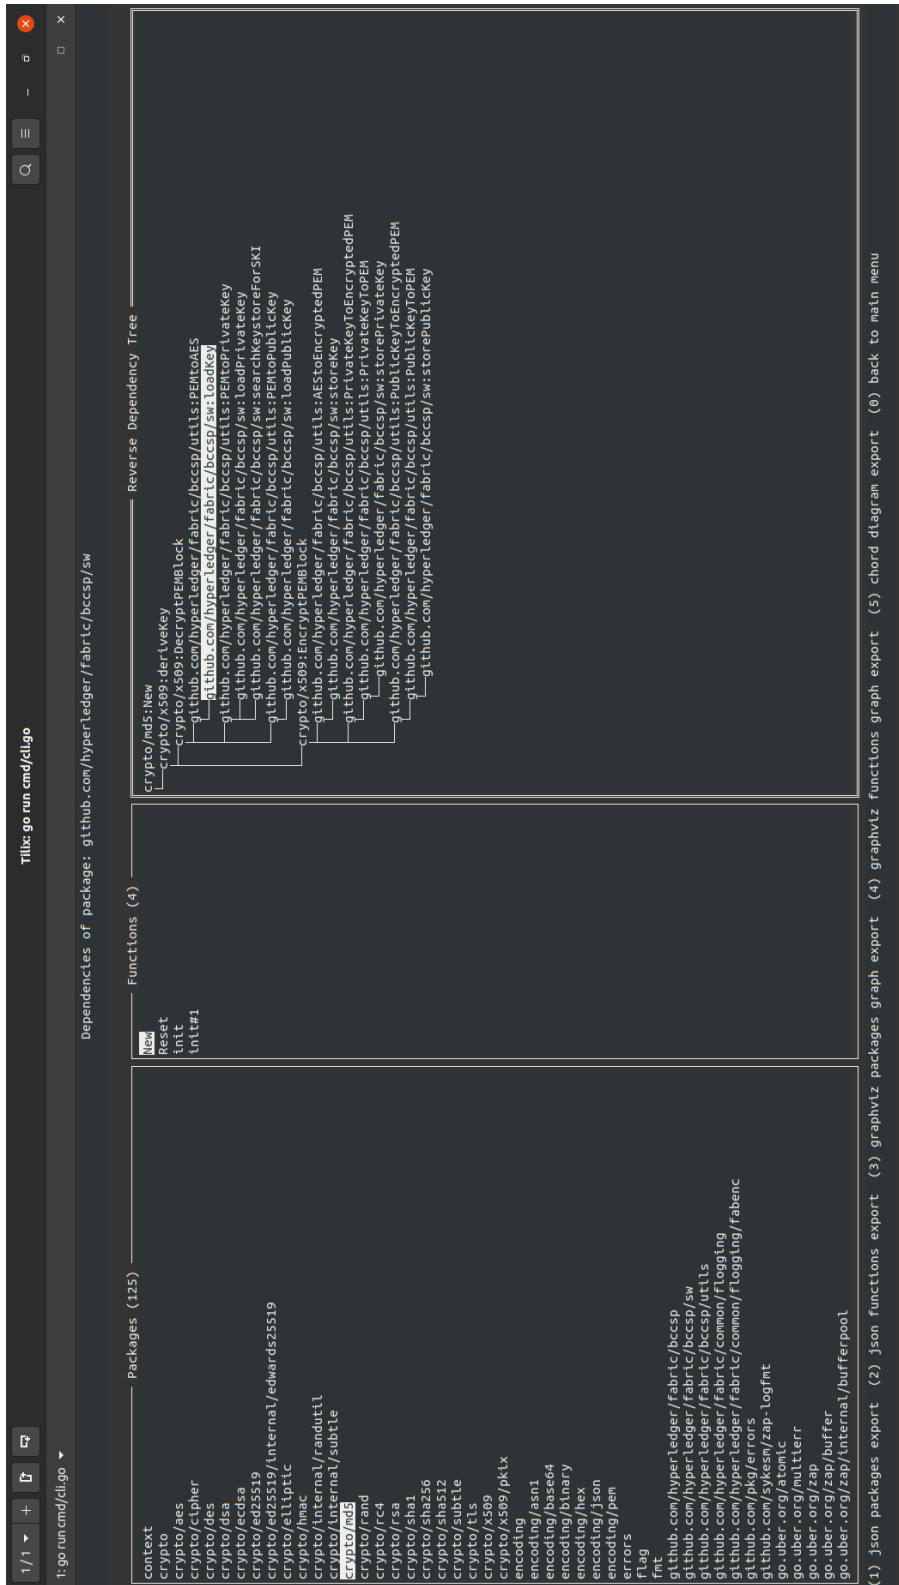 1 / 1
Tilix: go run cmd/cli.go
1: go run cmd/cli.go
Dependencies of package: github.com/hyperledger/fabric/bccsp/sw
Packages (125)
context
crypto
crypto/aes
crypto/cipher
crypto/des
crypto/dsa
crypto/ecdsa
crypto/ed25519
crypto/ed25519/internal/edwards25519
crypto/elliptic
crypto/hmac
crypto/internal/randutil
crypto/internal/subtle
crypto/md5
crypto/rand
crypto/rc4
crypto/rsa
crypto/sha1
crypto/sha256
crypto/sha512
crypto/subtle
crypto/tls
crypto/x509
crypto/x509/pkix
encoding
encoding/asn1
encoding/base64
encoding/binary
encoding/hex
encoding/json
encoding/pem
errors
flag
fmt
github.com/hyperledger/fabric/bccsp
github.com/hyperledger/fabric/bccsp/sw
github.com/hyperledger/fabric/bccsp/utils
github.com/hyperledger/fabric/common/flogging
github.com/hyperledger/fabric/common/flogging/fabenc
github.com/pkg/errors
github.com/sykesm/zap-logfmt
go.uber.org/atomic
go.uber.org/multierr
go.uber.org/zap
go.uber.org/zap/buffer
go.uber.org/zap/internal/bufferpool
Functions (4)
New
Reset
init
init#1
Reverse Dependency Tree
crypto/md5:New
crypto/x509:deriveKey
crypto/x509:DecryptPEMBlock
github.com/hyperledger/fabric/bccsp/utils:PEMtoAES
github.com/hyperledger/fabric/bccsp/sw:loadKey
github.com/hyperledger/fabric/bccsp/utils:PEMtoPrivateKey
github.com/hyperledger/fabric/bccsp/sw:loadPrivateKey
github.com/hyperledger/fabric/bccsp/sw:searchKeystoreForSKI
github.com/hyperledger/fabric/bccsp/utils:PEMtoPublicKey
github.com/hyperledger/fabric/bccsp/sw:loadPublicKey
crypto/x509:EncryptPEMBlock
github.com/hyperledger/fabric/bccsp/utils:AEStoEncryptedPEM
github.com/hyperledger/fabric/bccsp/sw:storeKey
github.com/hyperledger/fabric/bccsp/utils:PrivateKeyToEncryptedPEM
github.com/hyperledger/fabric/bccsp/utils:PrivateKeyToPEM
github.com/hyperledger/fabric/bccsp/sw:storePrivateKey
github.com/hyperledger/fabric/bccsp/utils:PublicKeyToEncryptedPEM
github.com/hyperledger/fabric/bccsp/utils:PublicKeyToPEM
github.com/hyperledger/fabric/bccsp/sw:storePublicKey
(1) json packages export (2) json functions export (3) graphviz packages graph export (4) graphviz functions graph export (5) chord diagram export (0) back to main menu